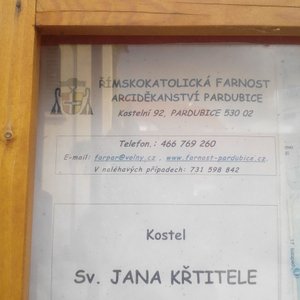 ŘÍMSKOKATOLICKÁ FARNOST
ARCIDĚKANSTVÍ PARDUBICE
Kostelní 92, PARDUBICE 530 02
Telefon.: 466 769 260
E-mail: farpar@volny.cz . www.farnost-pardubice.cz.
V naléhavých případech: 731 598 842
Kostel
Sv. JANA KŘTITELE